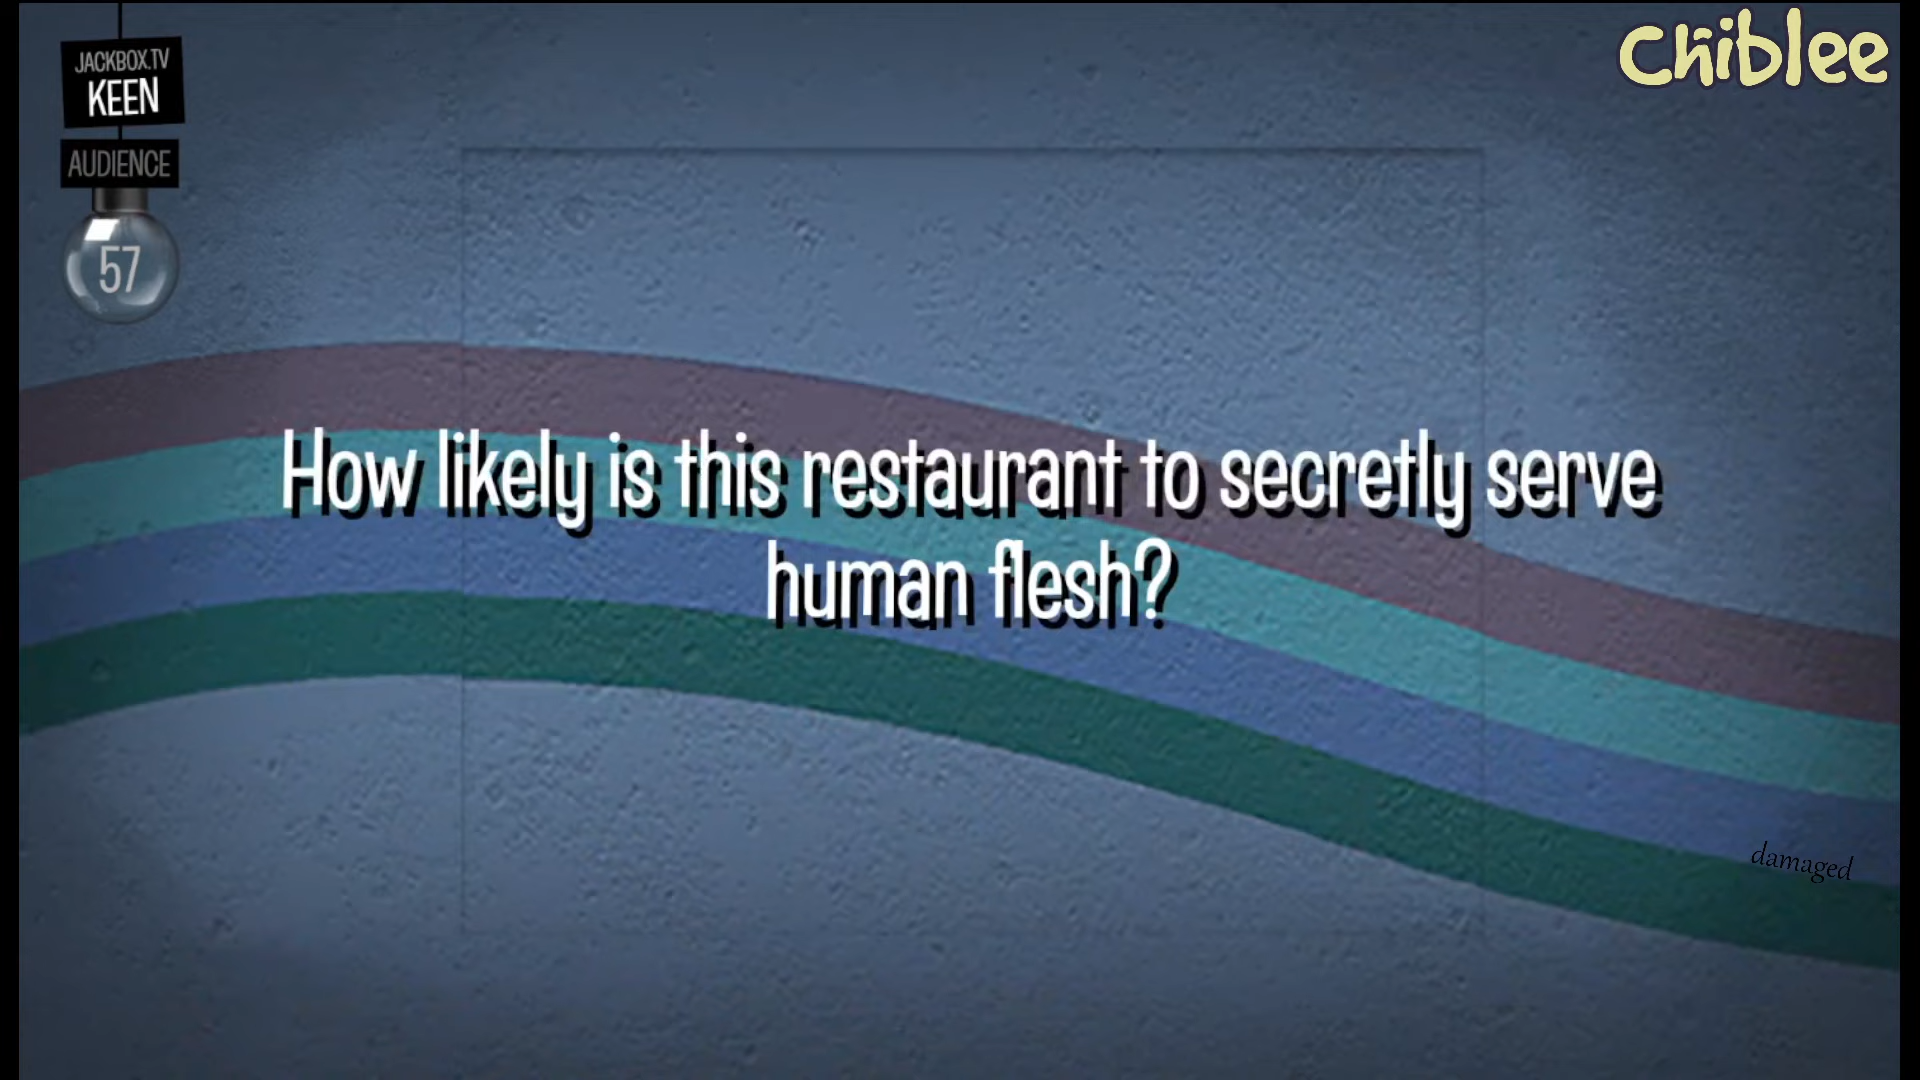 JACKBOX.TV
KEEN
AUDIENCE
57
Chiblee
How likely is this restaurant to secretly serve
human flesh?
damaged